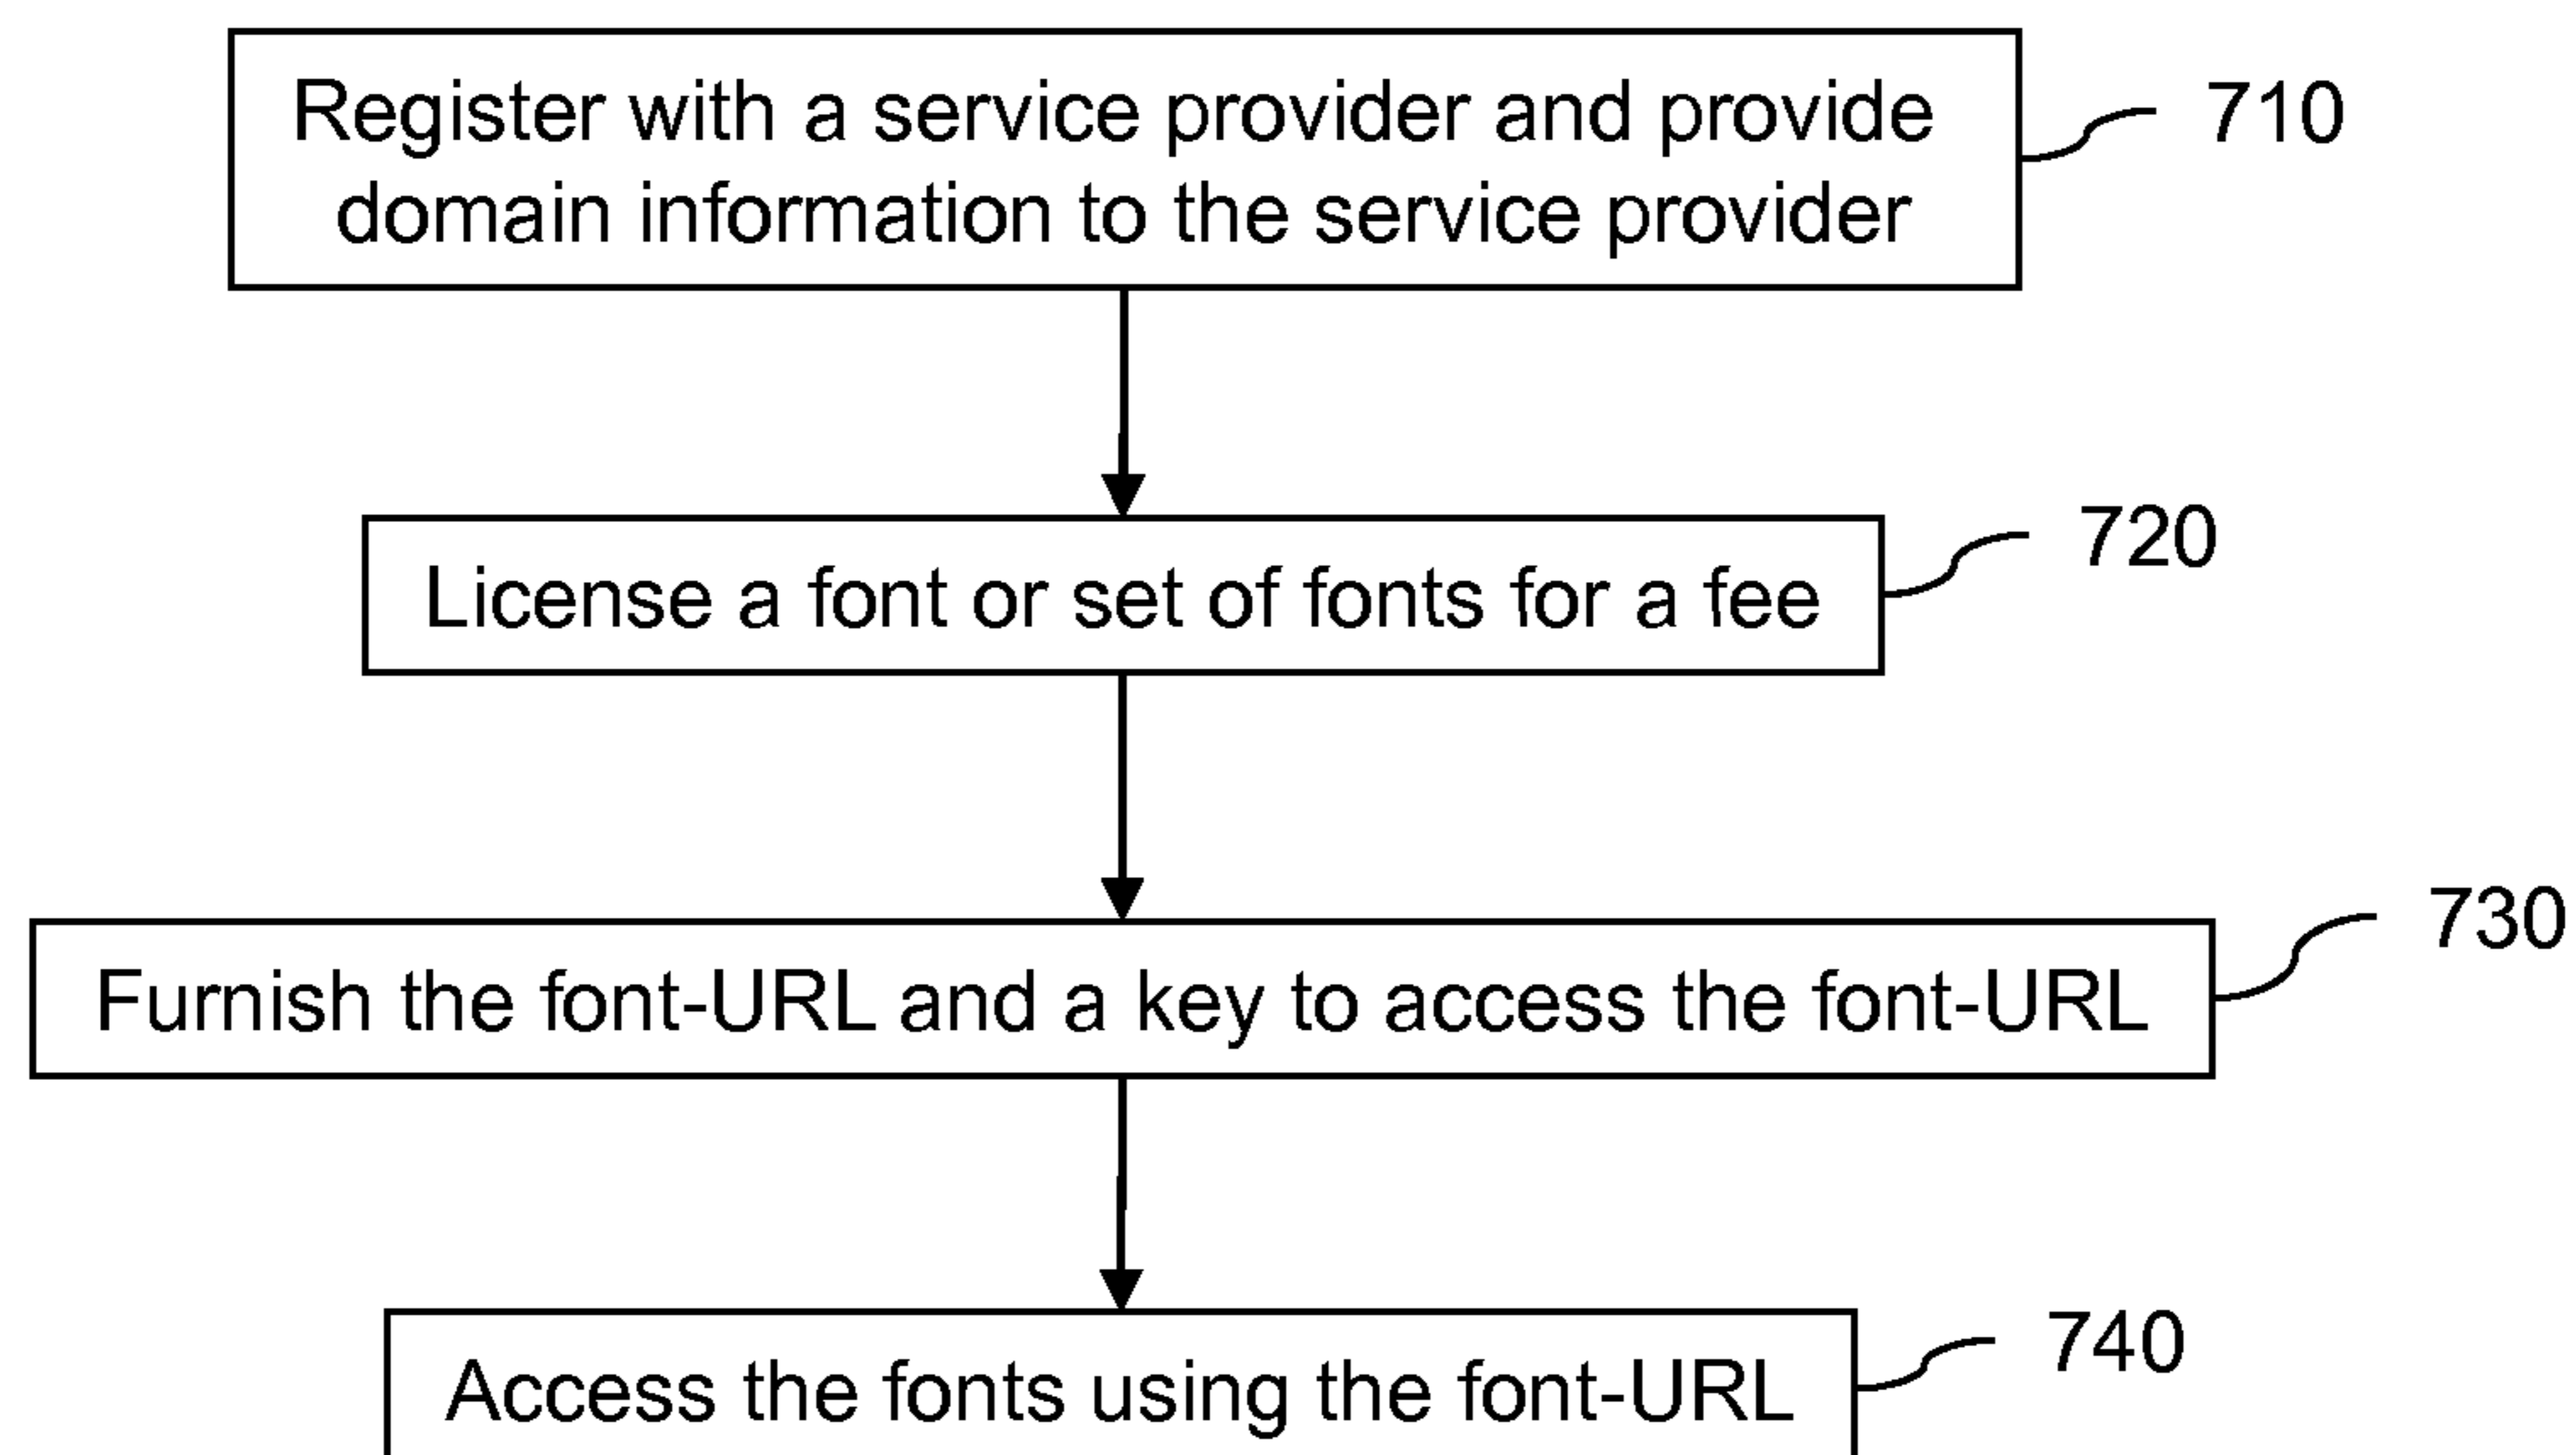 Register with a service provider and provide
domain information to the service provider
710
License a font or set of fonts for a fee
720
Furnish the font-URL and a key to access the font-URL
730
Access the fonts using the font-URL
740